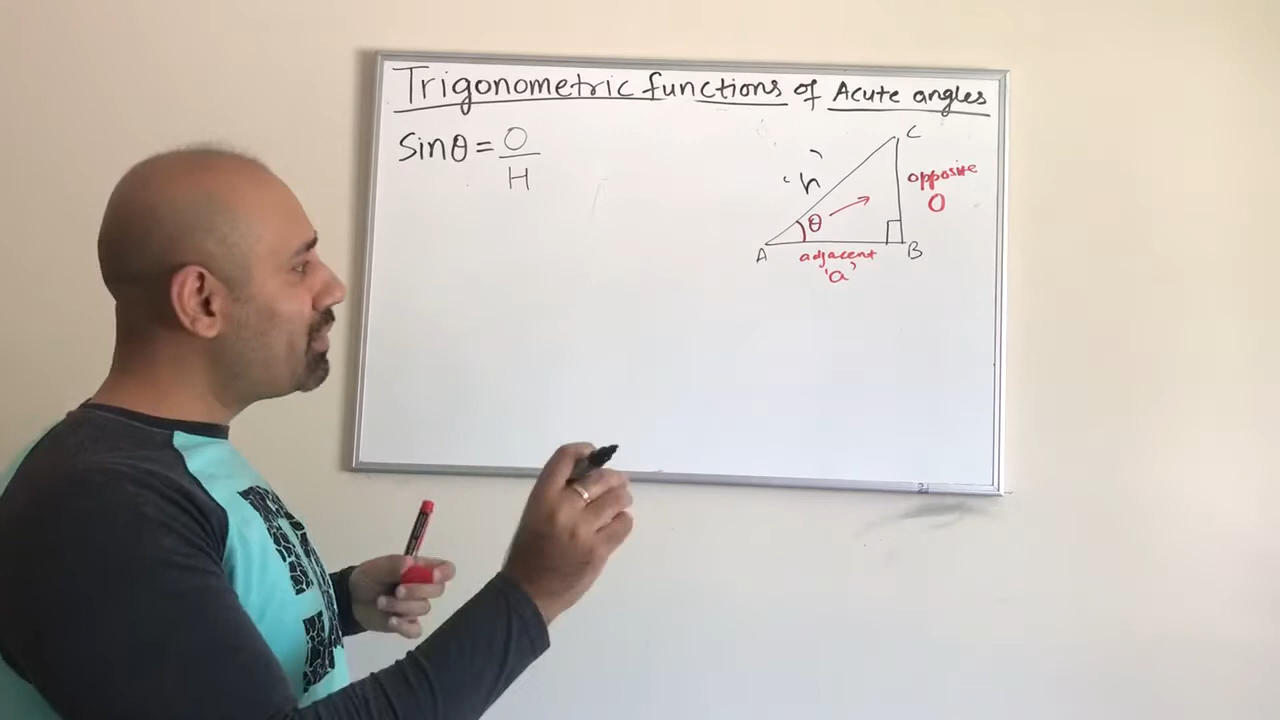 Trigonometric functions of Acute angles
Sinθ = O
H
C
'h'
opposite
O
θ
A
B
adjacent
'a'